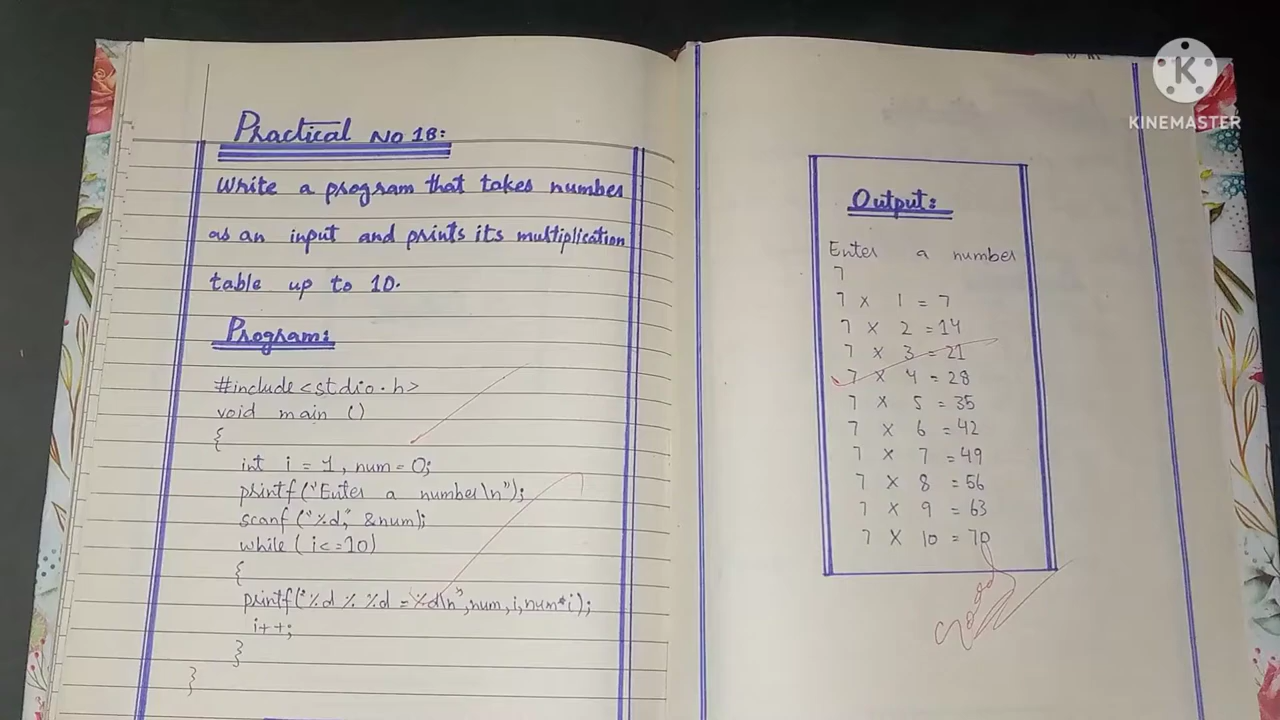 Practical No 18:
Write a program that takes number
as an input and prints its multiplication
table up to 10.
Program:
#include<stdio.h>
void main ()
{
int i = 1, num = 0;
printf("Enter a number\n");
scanf ("%d", &num);
while( i<=10)
{
printf("%d % %d = %d\n", num, i, num*i);
i++;
}
}
Output:
Enter a number
7
7 x 1 = 7
7 x 2 = 14
7 x 3 = 21
7 x 4 = 28
7 x 5 = 35
7 x 6 = 42
7 x 7 = 49
7 x 8 = 56
7 x 9 = 63
7 x 10 = 70
Good
K
KINEMASTER